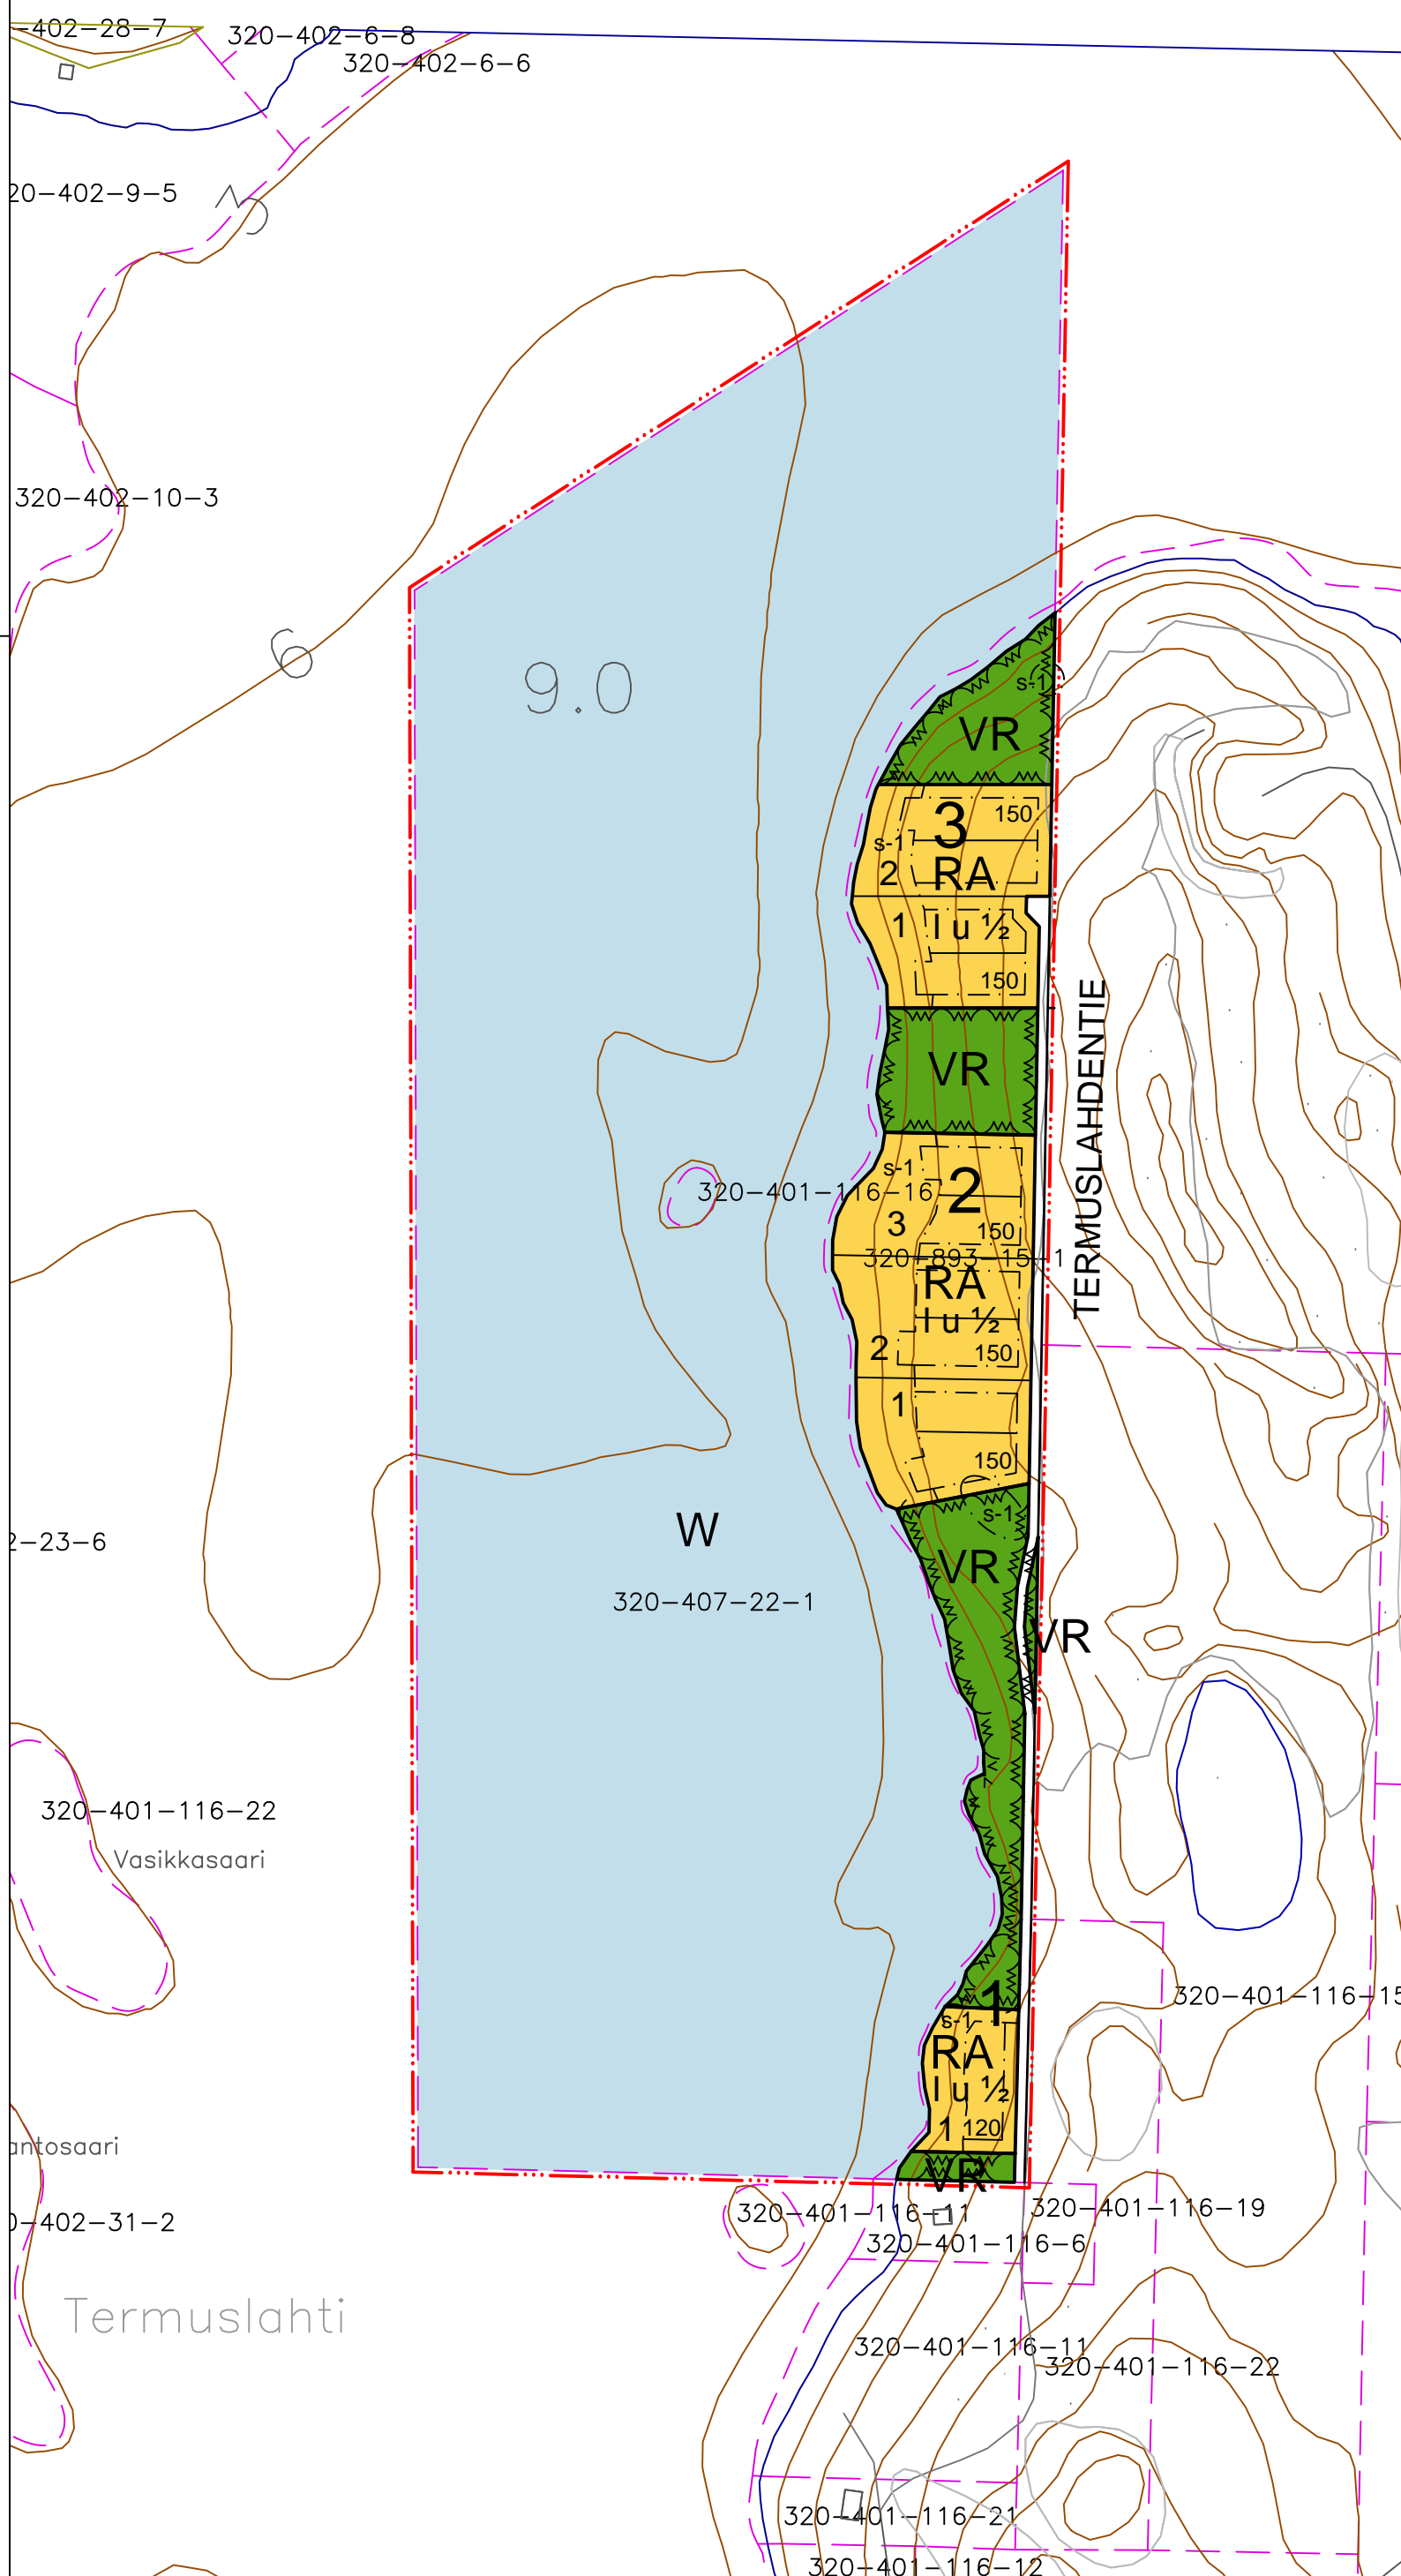 -402-28-7
320-402-6-8
320-402-6-6
20-402-9-5
3
320-402-10-3
6
9.0
s-1
VR
3
150
s-1
2
RA
1
I u ½
150
VR
TERMUSLAHDENTIE
s-1
2
320-401-116-16
3
150
320-893-15-1
RA
I u ½
2
150
1
150
s-1
W
VR
2-23-6
320-407-22-1
VR
320-401-116-22
Vasikkasaari
1
320-401-116-15
s-1
RA
I u ½
1
120
antosaari
VR
320-401-116-19
320-401-116-11
0-402-31-2
320-401-116-6
Termuslahti
320-401-116-11
320-401-116-22
320-401-116-21
320-401-116-12